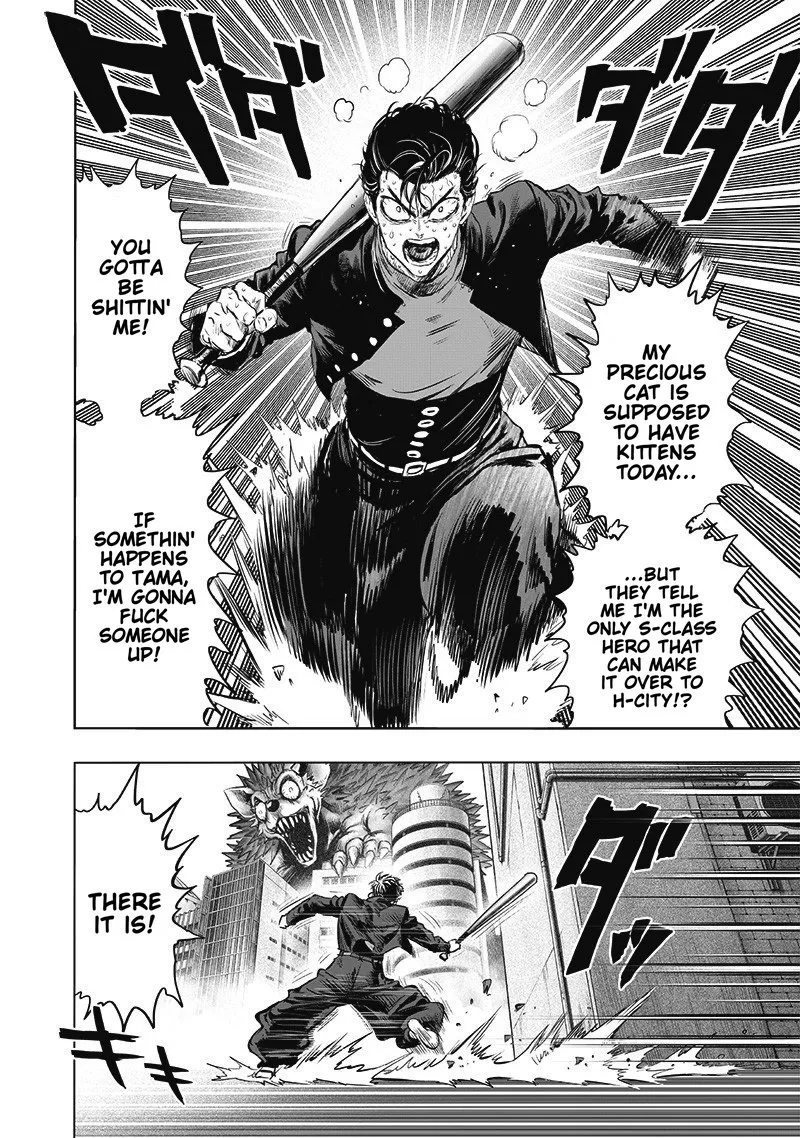 ダダ
ダダ
MY
PRECIOUS
CAT IS
SUPPOSED
TO HAVE
KITTENS
TODAY...
...BUT
THEY TELL
ME I'M THE
ONLY S-CLASS
HERO THAT
CAN MAKE
IT OVER TO
H-CITY!?
YOU
GOTTA
BE
SHITTIN'
ME!
IF
SOMETHIN'
HAPPENS
TO TAMA,
I'M GONNA
FUCK
SOMEONE
UP!
ダッ
THERE
IT IS!
キキ